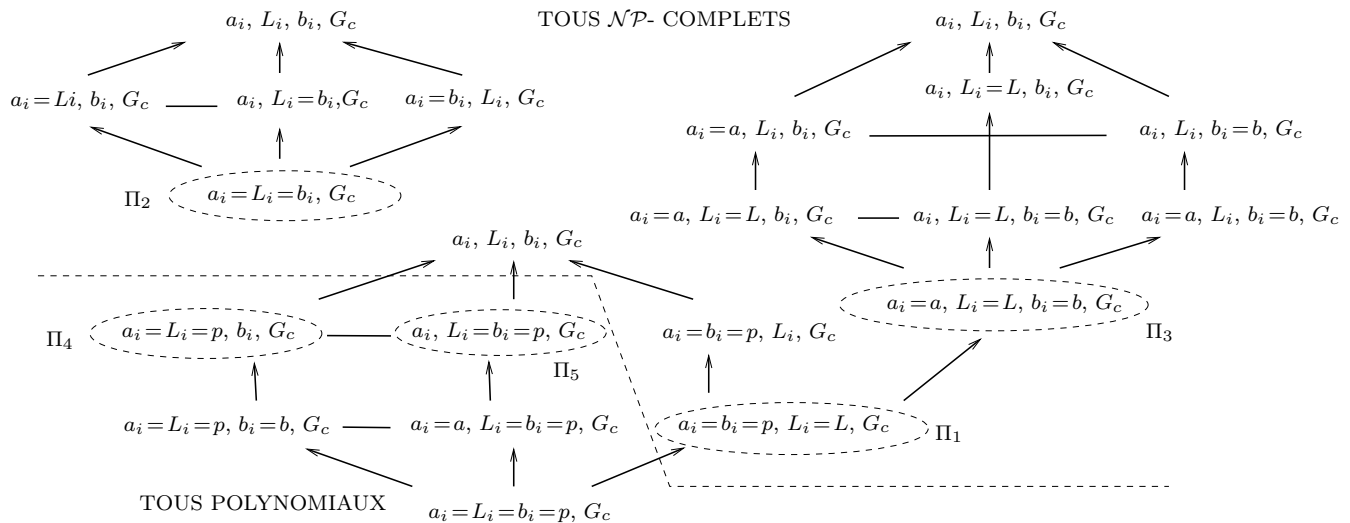 TOUS 𝒩𝒫- COMPLETS
a_i, L_i, b_i, G_c
a_i, L_i, b_i, G_c
a_i=Li, b_i, G_c
a_i, L_i=b_i,G_c
a_i=b_i, L_i, G_c
a_i, L_i=L, b_i, G_c
a_i=a, L_i, b_i, G_c
a_i, L_i, b_i=b, G_c
Π_2
a_i=L_i=b_i, G_c
a_i=a, L_i=L, b_i, G_c
a_i, L_i=L, b_i=b, G_c
a_i=a, L_i, b_i=b, G_c
a_i, L_i, b_i, G_c
a_i=a, L_i=L, b_i=b, G_c
Π_3
Π_4
a_i=L_i=p, b_i, G_c
a_i, L_i=b_i=p, G_c
Π_5
a_i=b_i=p, L_i, G_c
a_i=L_i=p, b_i=b, G_c
a_i=a, L_i=b_i=p, G_c
a_i=b_i=p, L_i=L, G_c
Π_1
TOUS POLYNOMIAUX
a_i=L_i=b_i=p, G_c